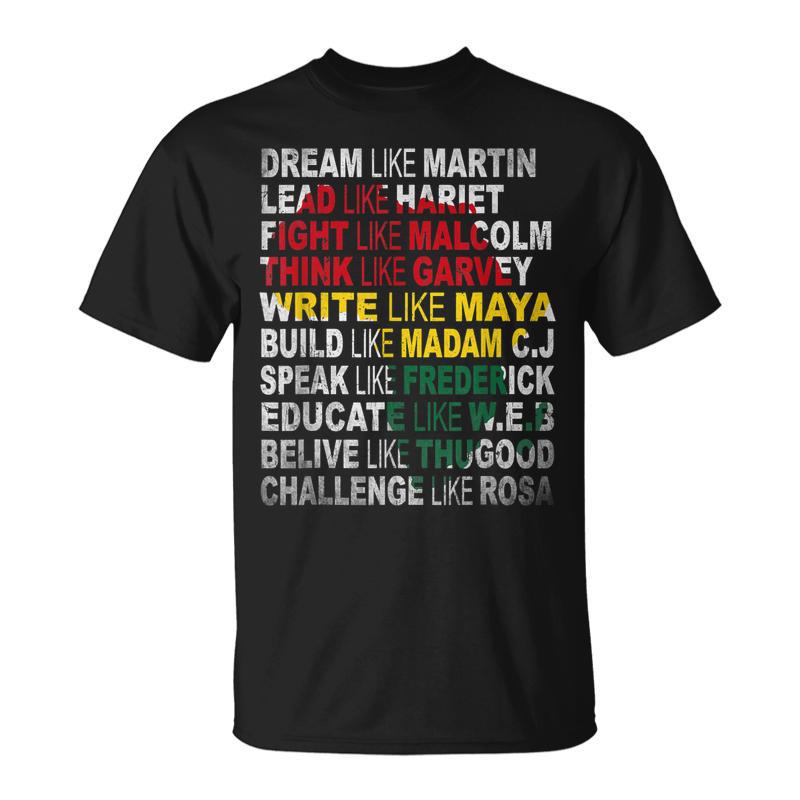 DREAM LIKE MARTIN
LEAD LIKE HARIET
FIGHT LIKE MALCOLM
THINK LIKE GARVEY
WRITE LIKE MAYA
BUILD LIKE MADAM C.J
SPEAK LIKE FREDERICK
EDUCATE LIKE W.E.B
BELIVE LIKE THUGOOD
CHALLENGE LIKE ROSA